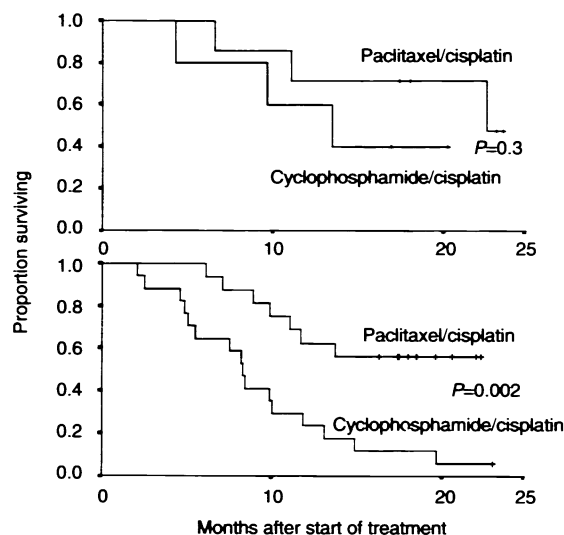 1.0
Paclitaxel/cisplatin
0.8
0.6
0.4
P=0.3
Cyclophosphamide/cisplatin
0.2
0.0
0 10 20 25
Proportion surviving
1.0
0.8
Paclitaxel/cisplatin
0.6
P=0.002
0.4
Cyclophosphamide/cisplatin
0.2
0.0
0 10 20 25
Months after start of treatment